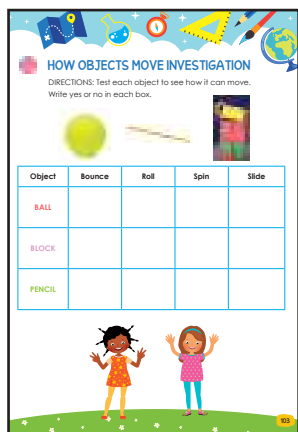 HOW OBJECTS MOVE INVESTIGATION
DIRECTIONS: Test each object to see how it can move.
Write yes or no in each box.
Object Bounce Roll Spin Slide
BALL
BLOCK
PENCIL
103